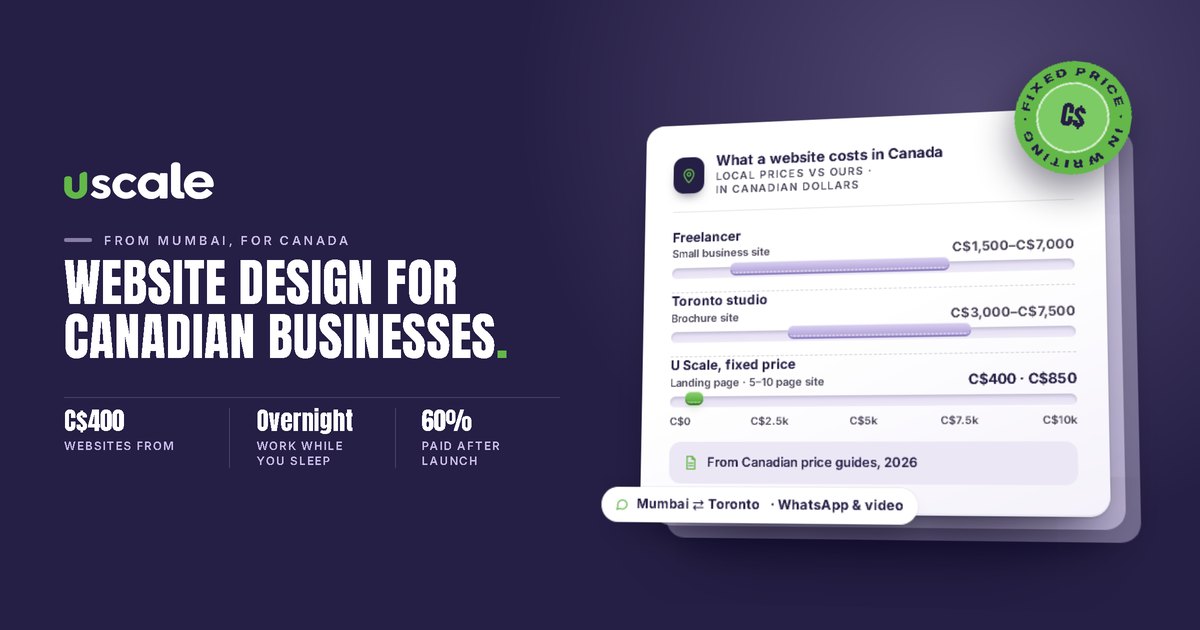 uscale
FROM MUMBAI, FOR CANADA
WEBSITE DESIGN FOR
CANADIAN BUSINESSES.
C$400
WEBSITES FROM
Overnight
WORK WHILE
YOU SLEEP
60%
PAID AFTER
LAUNCH
FIXED PRICE · IN WRITING ·
C$
What a website costs in Canada
LOCAL PRICES VS OURS ·
IN CANADIAN DOLLARS
Freelancer
Small business site
C$1,500–C$7,000
Toronto studio
Brochure site
C$3,000–C$7,500
U Scale, fixed price
Landing page · 5–10 page site
C$400 · C$850
C$0 C$2.5k C$5k C$7.5k C$10k
From Canadian price guides, 2026
Mumbai ⇄ Toronto · WhatsApp & video